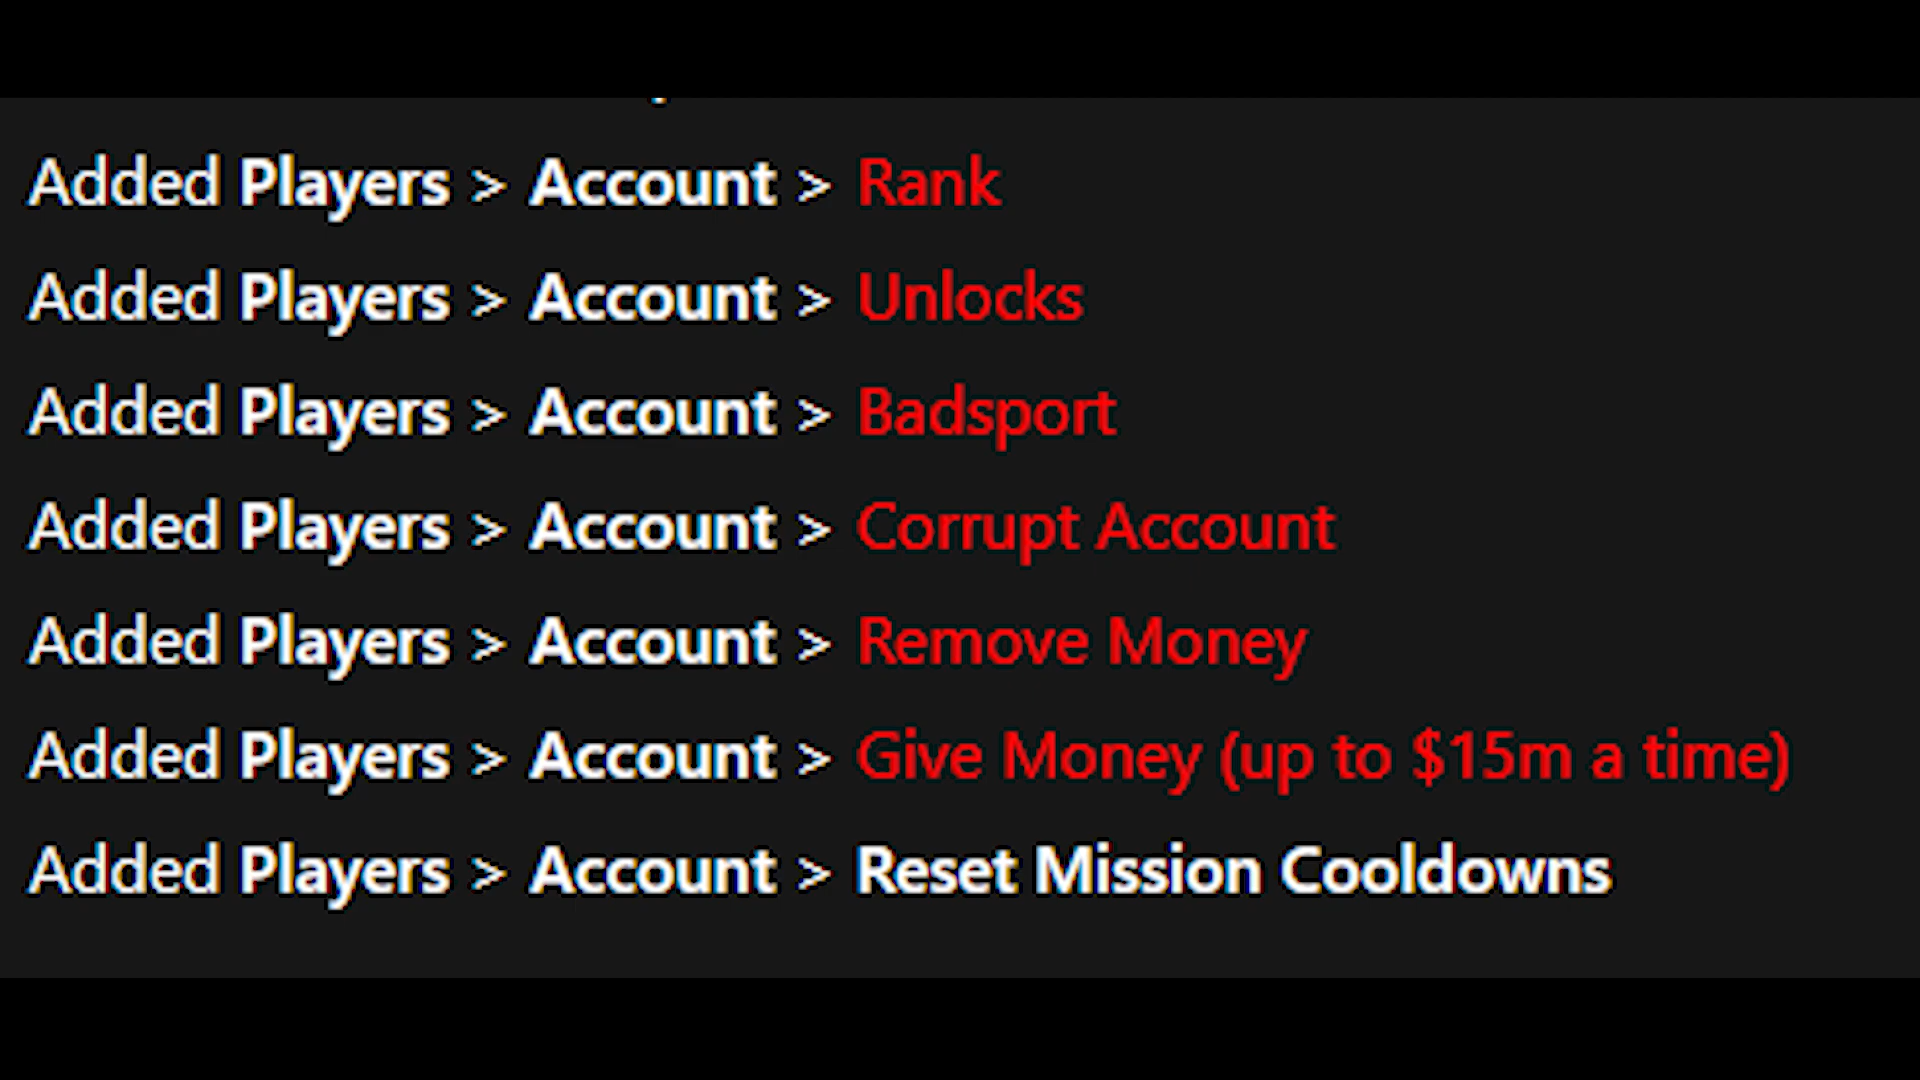 Added Players > Account > Rank
Added Players > Account > Unlocks
Added Players > Account > Badsport
Added Players > Account > Corrupt Account
Added Players > Account > Remove Money
Added Players > Account > Give Money (up to $15m a time)
Added Players > Account > Reset Mission Cooldowns